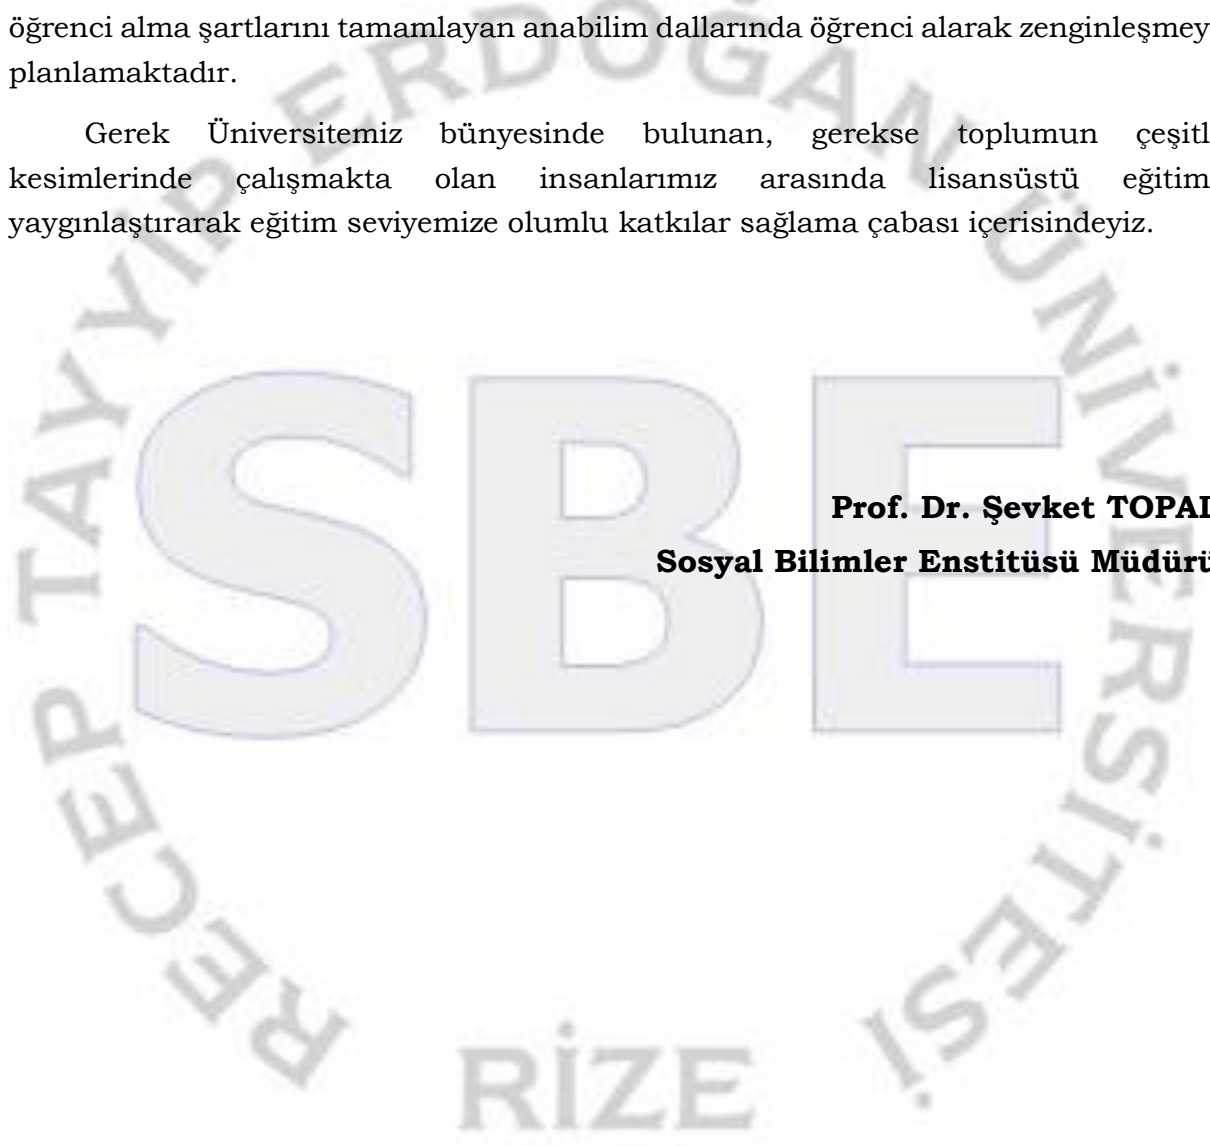 öğrenci alma şartlarını tamamlayan anabilim dallarında öğrenci alarak zenginleşmey
planlamaktadır.
Gerek Üniversitemiz bünyesinde bulunan, gerekse toplumun çeşitl
kesimlerinde çalışmakta olan insanlarımız arasında lisansüstü eğitim
yaygınlaştırarak eğitim seviyemize olumlu katkılar sağlama çabası içerisindeyiz.
Prof. Dr. Şevket TOPAL
Sosyal Bilimler Enstitüsü Müdürü
RECEP TAYYİP ERDOĞAN ÜNİVERSİTESİ
SBE
RİZE